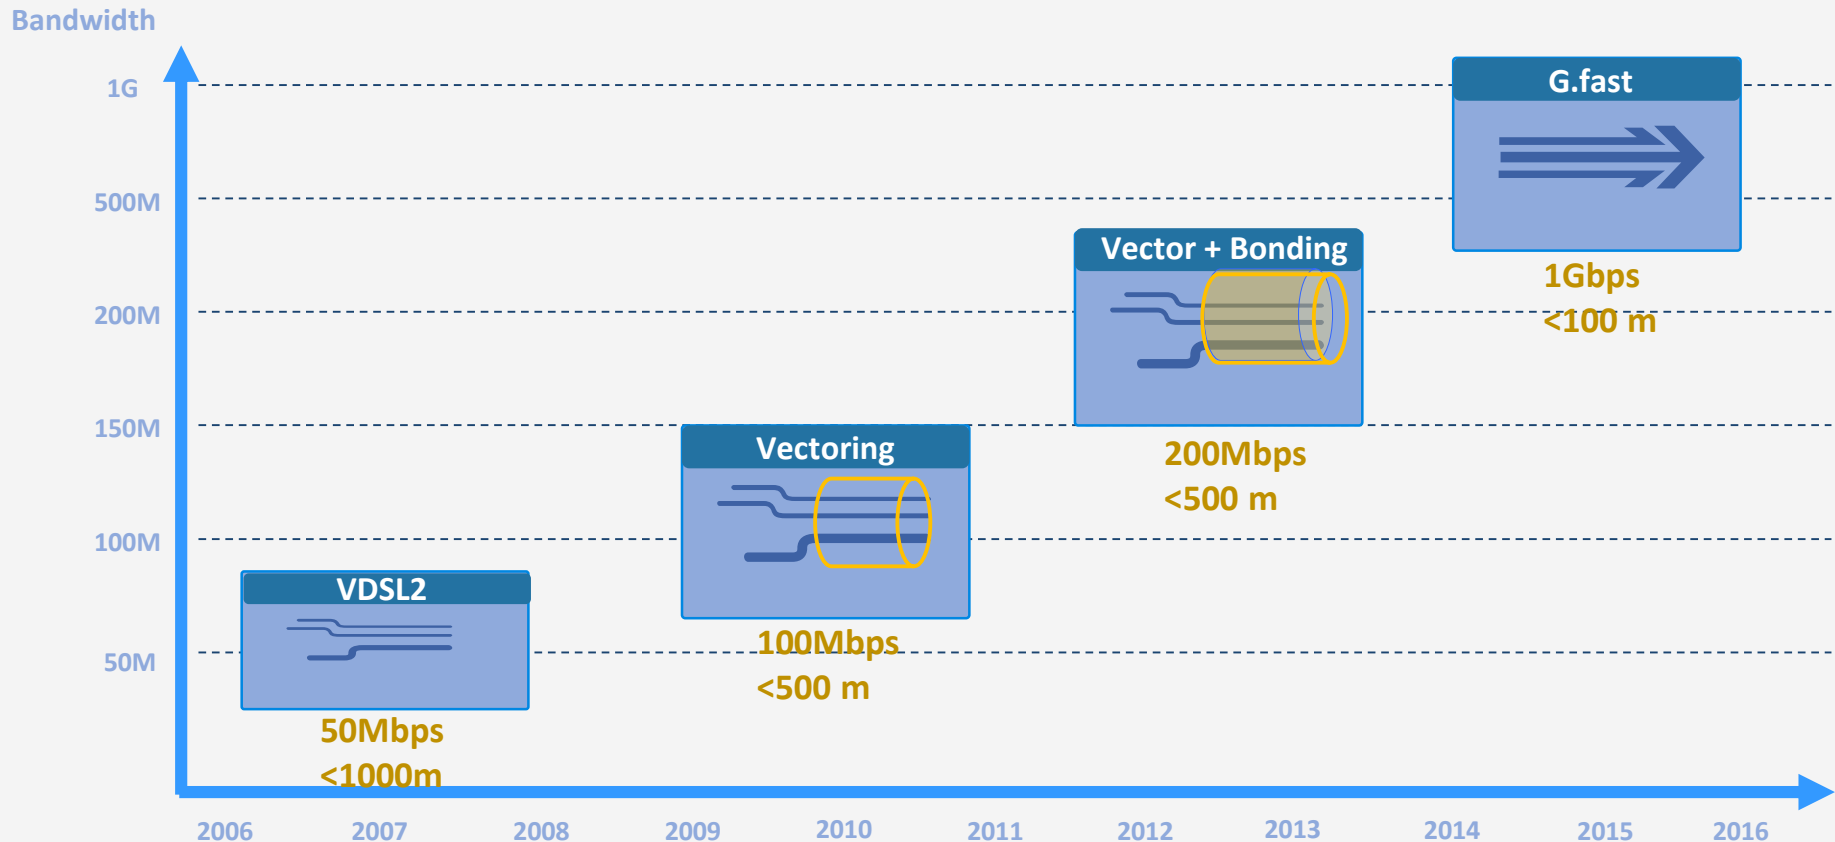 Bandwidth
1G
500M
200M
150M
100M
50M
G.fast
1Gbps
<100 m
Vector + Bonding
200Mbps
<500 m
Vectoring
100Mbps
<500 m
VDSL2
50Mbps
<1000m
2006 2007 2008 2009 2010 2011 2012 2013 2014 2015 2016